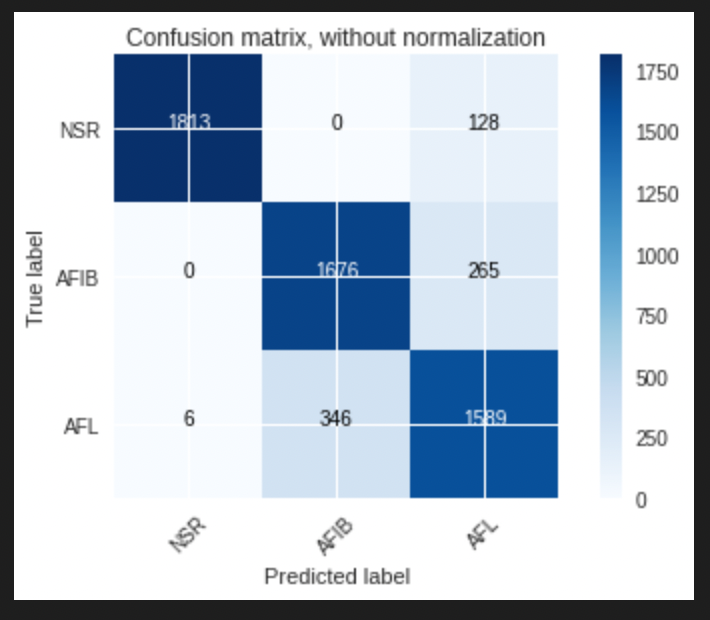 Confusion matrix, without normalization
True label
NSR 1813 0 128
AFIB 0 1676 265
AFL 6 346 1589
NSR AFIB AFL
Predicted label
1750
1500
1250
1000
750
500
250
0